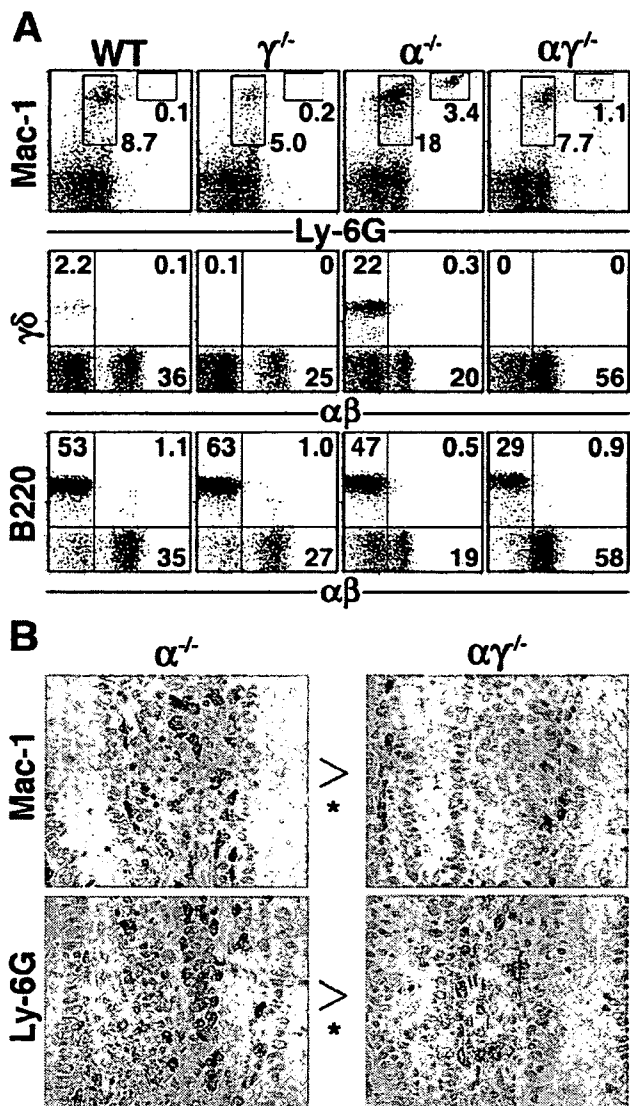 A
WT γ-/- α-/- αγ-/-
Mac-1
0.1 0.2 3.4 1.1
8.7 5.0 18 7.7
Ly-6G
γδ
2.2 0.1 0.1 0 22 0.3 0 0
36 25 20 56
αβ
B220
53 1.1 63 1.0 47 0.5 29 0.9
35 27 19 58
αβ
B
α-/- αγ-/-
Mac-1
> *
Ly-6G
> *